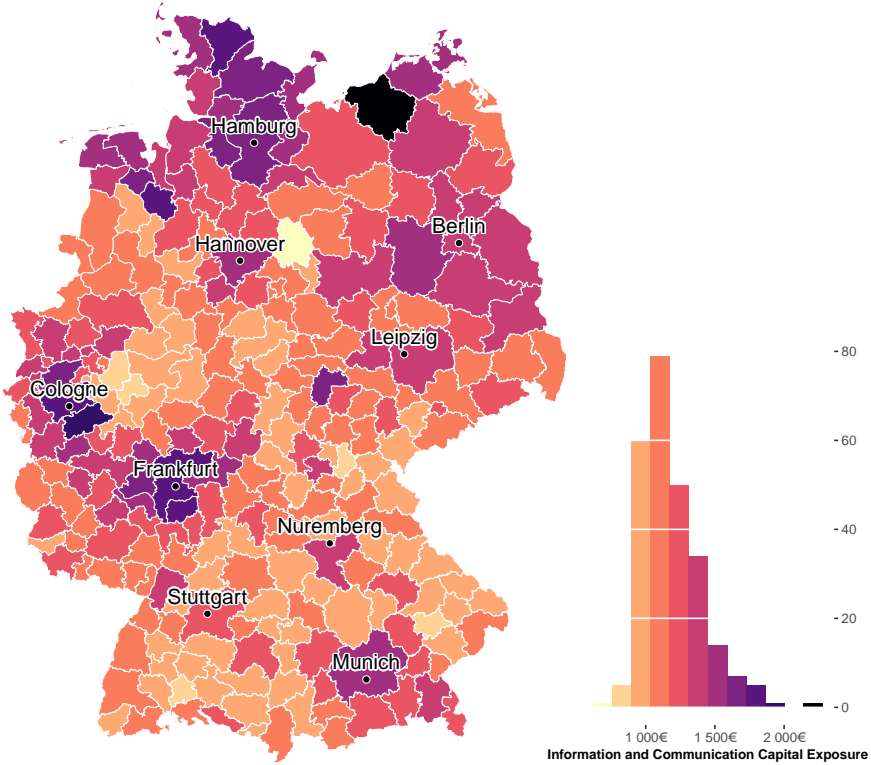 Hamburg
Berlin
Hannover
Leipzig
Cologne
Frankfurt
Nuremberg
Stuttgart
Munich
80
60
40
20
0
1 000€ 1 500€ 2 000€
Information and Communication Capital Exposure